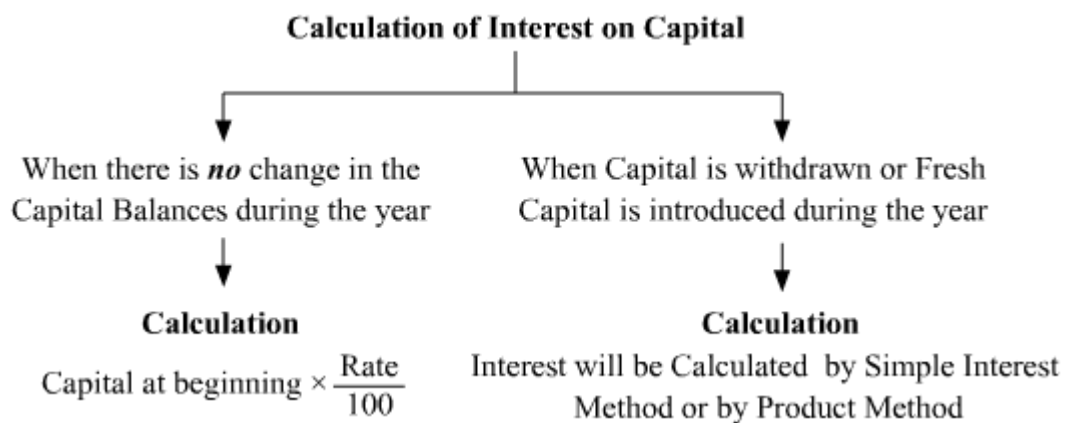 Calculation of Interest on Capital
When there is no change in the
Capital Balances during the year
Calculation
Capital at beginning × Rate/100
When Capital is withdrawn or Fresh
Capital is introduced during the year
Calculation
Interest will be Calculated by Simple Interest
Method or by Product Method